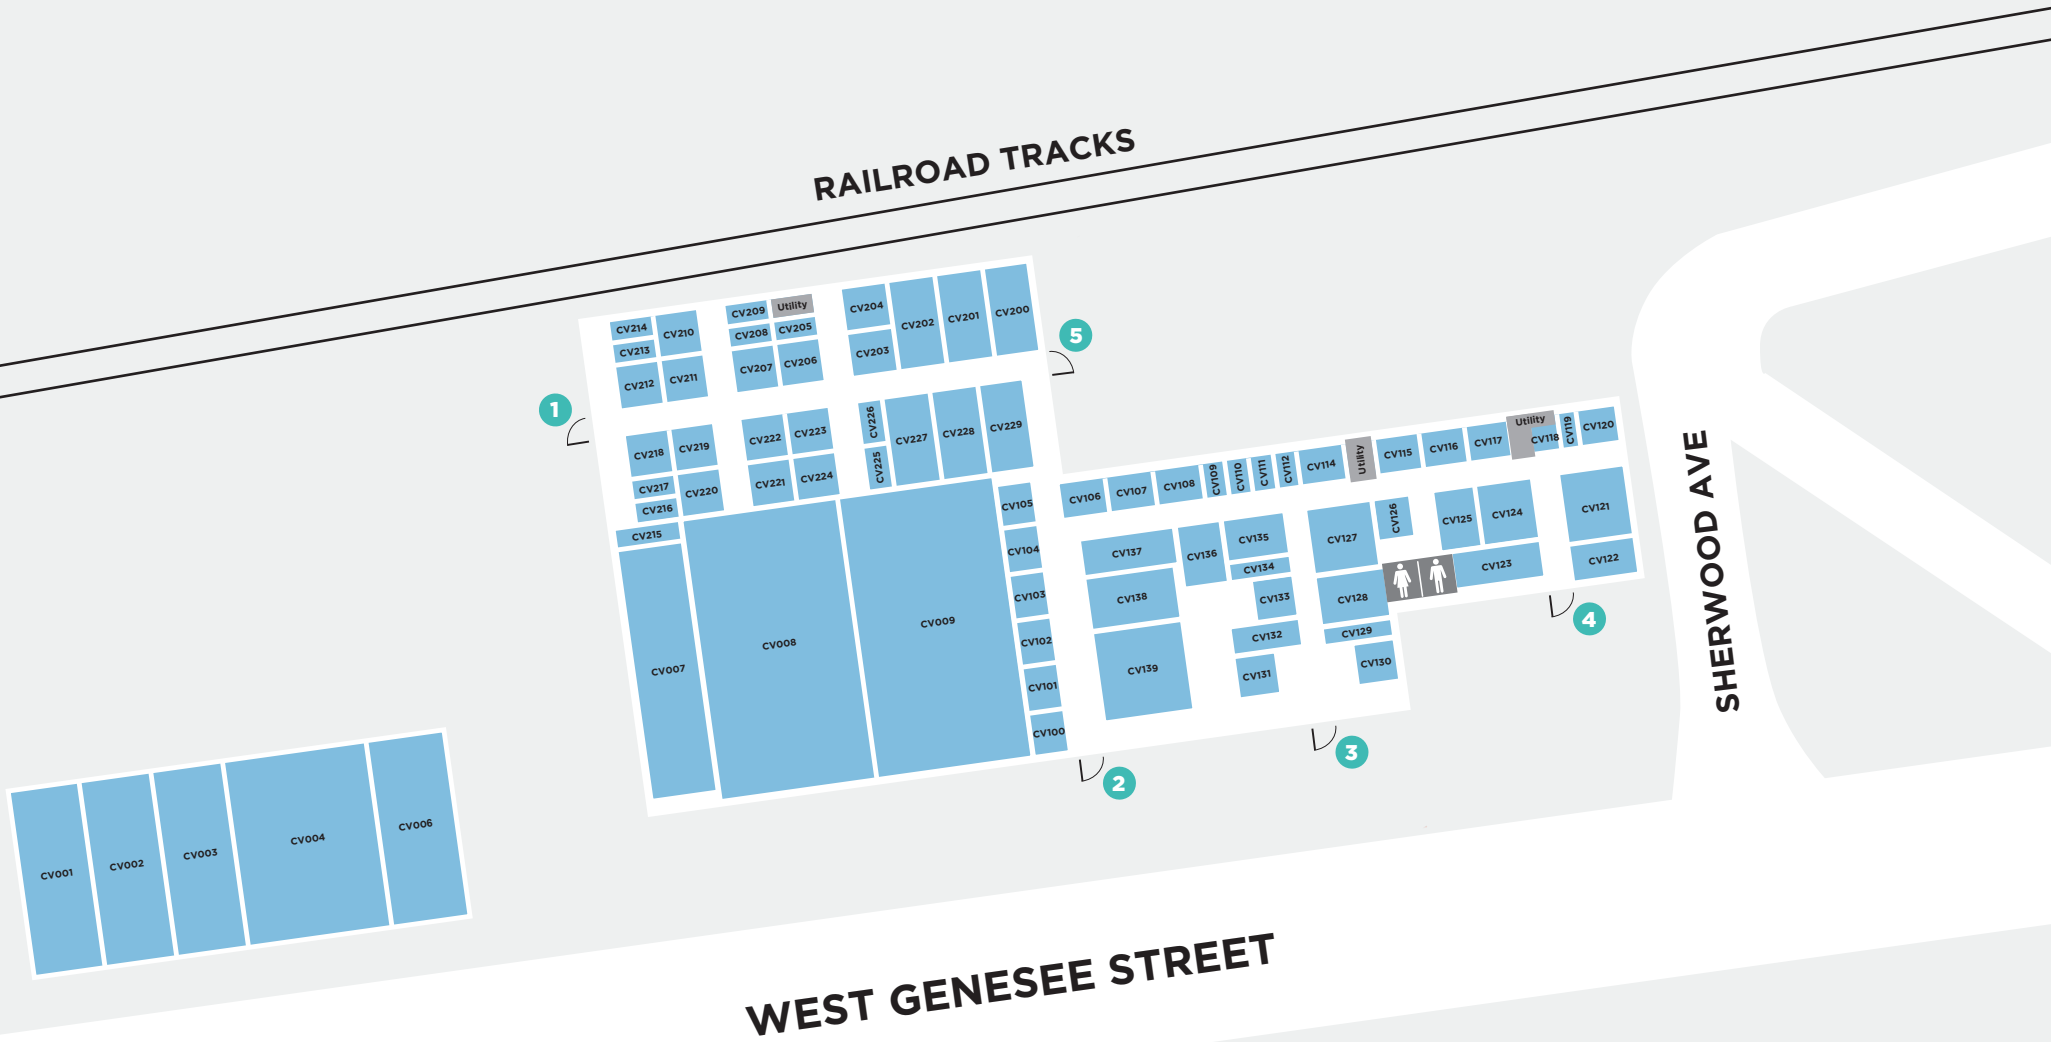 RAILROAD TRACKS
5
1
CV214
CV210
CV213
CV212
CV211
CV209
Utility
CV208
CV205
CV207
CV206
CV204
CV203
CV202
CV201
CV200
CV218
CV219
CV217
CV220
CV216
CV215
CV222
CV223
CV221
CV224
CV226
CV225
CV227
CV228
CV229
CV007
CV008
CV009
CV105
CV104
CV103
CV102
CV101
CV100
CV106
CV107
CV108
CV109
CV110
CV111
CV112
CV114
Utility
CV115
CV116
CV117
Utility
CV118
CV119
CV120
CV137
CV136
CV135
CV134
CV138
CV133
CV132
CV139
CV131
CV127
CV126
CV125
CV124
CV121
CV128
CV123
CV122
CV129
CV130
4
3
2
SHERWOOD AVE
CV001
CV002
CV003
CV004
CV006
WEST GENESEE STREET